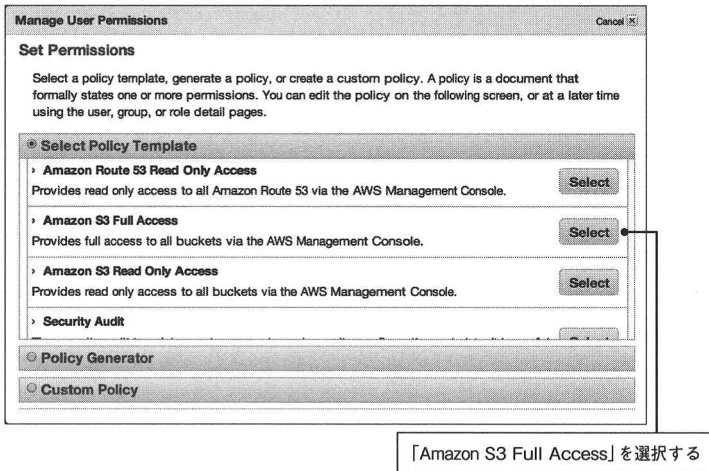 Manage User Permissions
Cancel
Set Permissions
Select a policy template, generate a policy, or create a custom policy. A policy is a document that
formally states one or more permissions. You can edit the policy on the following screen, or at a later time
using the user, group, or role detail pages.
Select Policy Template
› Amazon Route 53 Read Only Access
Provides read only access to all Amazon Route 53 via the AWS Management Console.
Select
› Amazon S3 Full Access
Provides full access to all buckets via the AWS Management Console.
Select
› Amazon S3 Read Only Access
Provides read only access to all buckets via the AWS Management Console.
Select
› Security Audit
Policy Generator
Custom Policy
「Amazon S3 Full Access」を選択する